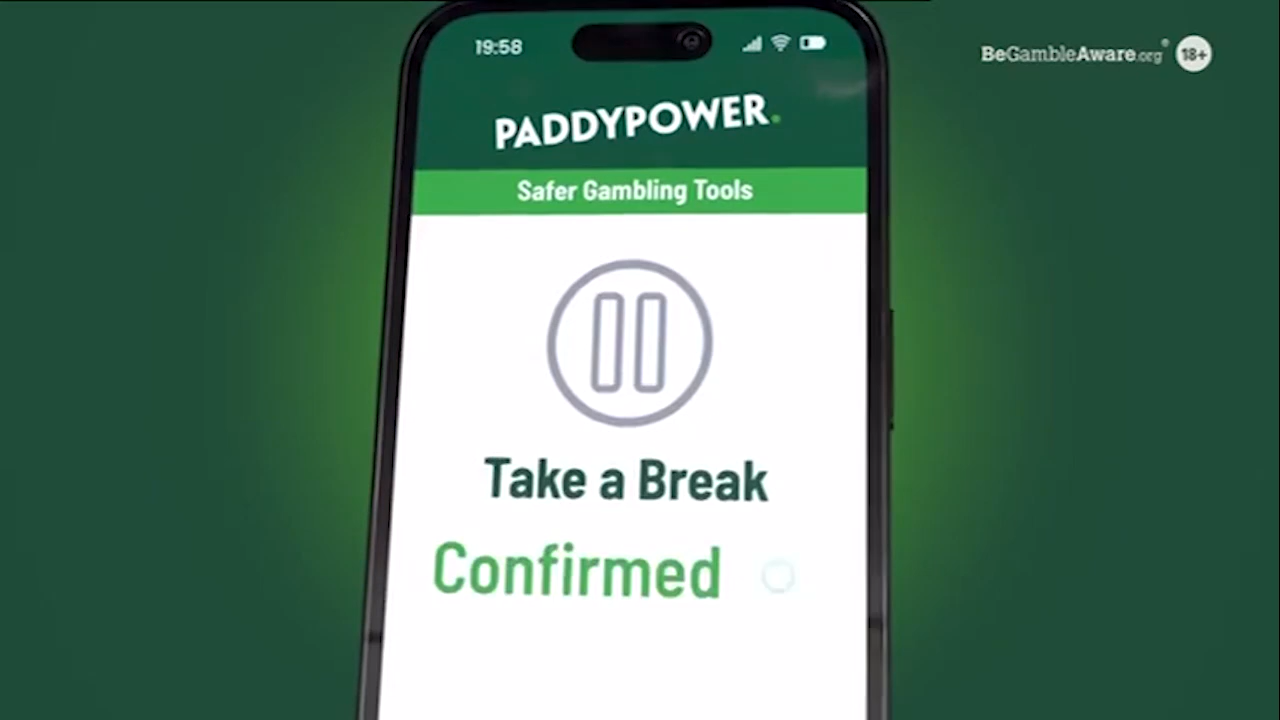 19:58
BeGambleAware.org® 18+
PADDYPOWER.
Safer Gambling Tools
Take a Break
Confirmed